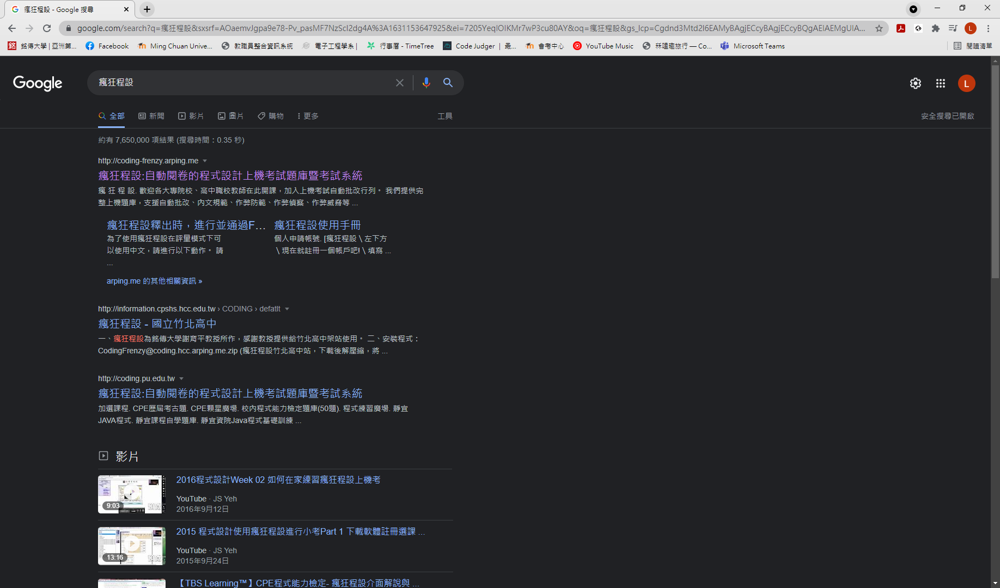 瘋狂程設 - Google 搜尋
google.com/search?q=瘋狂程設&sxsrf=AOaemvJgpa9e78-Pv_pasMF7NzScI2dg4A%3A1631153647925&ei=7205YeqIOIKMr7wP3cu80AY&oq=瘋狂程設&gs_lcp=Cgdnd3Mtd2l6EAMyBAgjECcyBAgjECcyBQgAEIAEMgUIA...
銘傳大學 | 亞洲第... Facebook Ming Chuan Unive... 教職員整合資訊系統 電子工程學系 | 行事曆 - TimeTree Code Judger | 最... 會考中心 YouTube Music 秝嘻趣旅行 — Co... Microsoft Teams 閱讀清單
Google 瘋狂程設 L
全部 新聞 影片 圖片 購物 更多 工具 安全搜尋已開啟
約有 7,650,000 項結果 (搜尋時間：0.35 秒)
http://coding-frenzy.arping.me
瘋狂程設:自動閱卷的程式設計上機考試題庫暨考試系統
瘋 狂 程 設. 歡迎各大專院校、高中職校教師在此開課，加入上機考試自動批改行列。 我們提供完
整上機題庫，支援自動批改、內文規範、作弊防範、作弊偵察、作弊威脅等 ...
瘋狂程設釋出時，進行並通過F... 瘋狂程設使用手冊
為了使用瘋狂程設在評量模式下可 個人申請帳號. [瘋狂程設 \ 左下方
以使用中文，請進行以下動作。 請 \ 現在就註冊一個帳戶吧! \ 填寫 ...
...
arping.me 的其他相關資訊 »
http://information.cpshs.hcc.edu.tw › CODING › defatlt
瘋狂程設 - 國立竹北高中
一、瘋狂程設為銘傳大學謝育平教授所作，感謝教授提供給竹北高中架站使用。 二、安裝程式：
CodingFrenzy@coding.hcc.arping.me.zip (瘋狂程設竹北高中站，下載後解壓縮，將 ...
http://coding.pu.edu.tw
瘋狂程設:自動閱卷的程式設計上機考試題庫暨考試系統
加選課程. CPE歷屆考古題. CPE顆星廣場. 校內程式能力檢定題庫(50題). 程式練習廣場. 靜宜
JAVA程式. 靜宜課程自學題庫. 靜宜資院Java程式基礎訓練 ...
影片
2016程式設計Week 02 如何在家練習瘋狂程設上機考
YouTube · JS Yeh
9:03 預覽
2016年9月12日
2015 程式設計使用瘋狂程設進行小考Part 1 下載軟體註冊選課 ...
YouTube · JS Yeh
13:16 預覽
2015年9月24日
【TBS Learning™】CPE程式能力檢定- 瘋狂程設介面解說與 ...